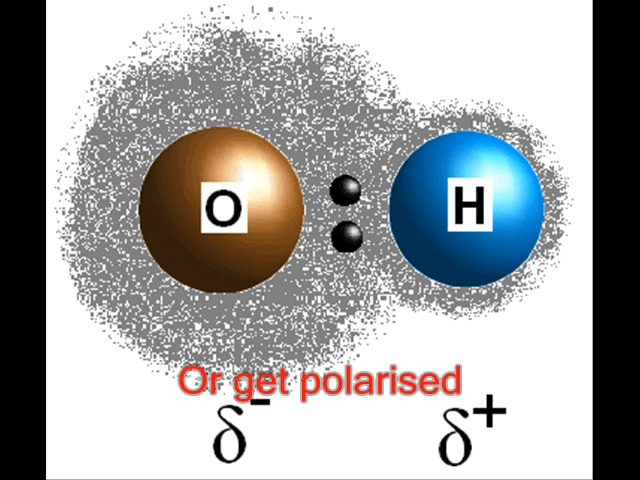 O H
Or get polarised
δ⁻ δ⁺